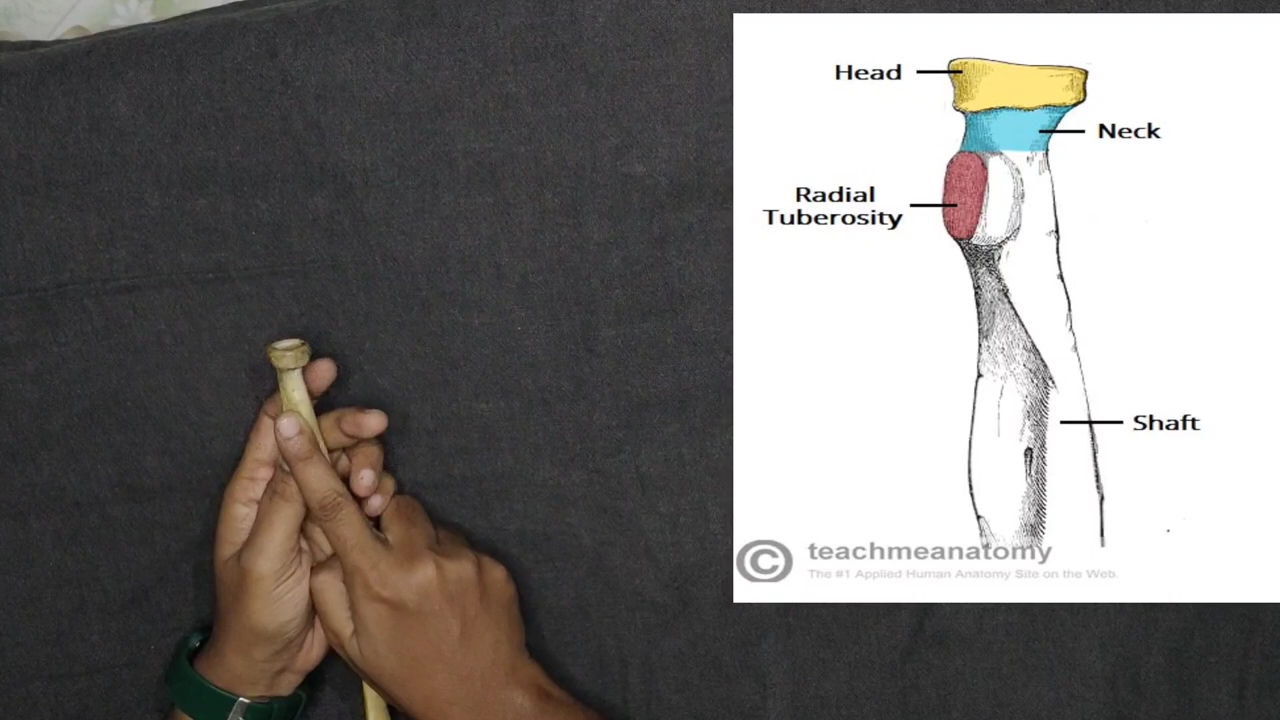 Head
Neck
Radial
Tuberosity
Shaft
© teachmeanatomy
The #1 Applied Human Anatomy Site on the Web.